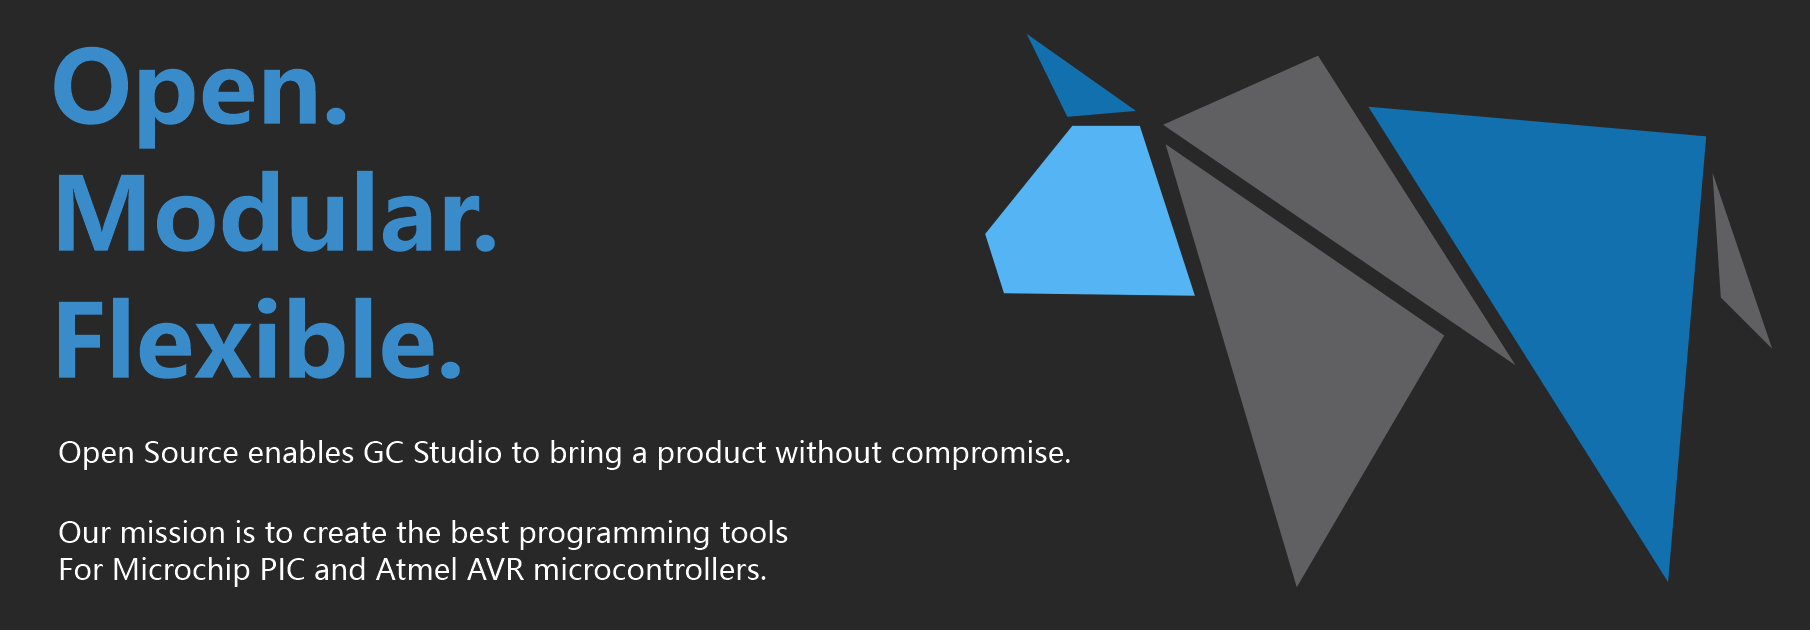 Open.
Modular.
Flexible.
Open Source enables GC Studio to bring a product without compromise.
Our mission is to create the best programming tools
For Microchip PIC and Atmel AVR microcontrollers.